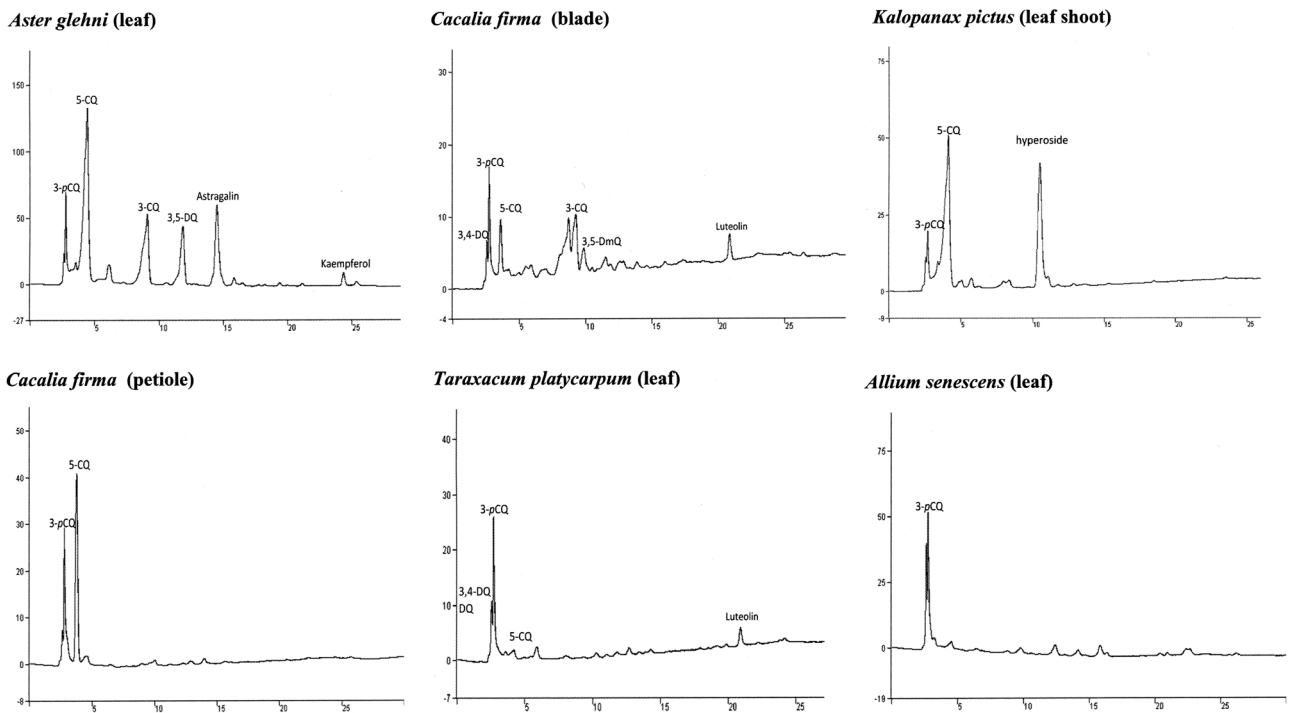 Aster glehni (leaf)
150
100
50
0
-27
5
10
15
20
25
3-pCQ
5-CQ
3-CQ
3,5-DQ
Astragalin
Kaempferol
Cacalia firma (blade)
30
20
10
0
-4
5
10
15
20
25
3,4-DQ
3-pCQ
5-CQ
3-CQ
3,5-DmQ
Luteolin
Kalopanax pictus (leaf shoot)
75
50
25
0
-9
5
10
15
20
25
3-pCQ
5-CQ
hyperoside
Cacalia firma (petiole)
50
40
30
20
10
0
-8
5
10
15
20
25
3-pCQ
5-CQ
Taraxacum platycarpum (leaf)
40
30
20
10
0
-7
5
10
15
20
25
3-pCQ
3,4-DQ
DQ
5-CQ
Luteolin
Allium senescens (leaf)
75
50
25
0
-19
5
10
15
20
25
3-pCQ